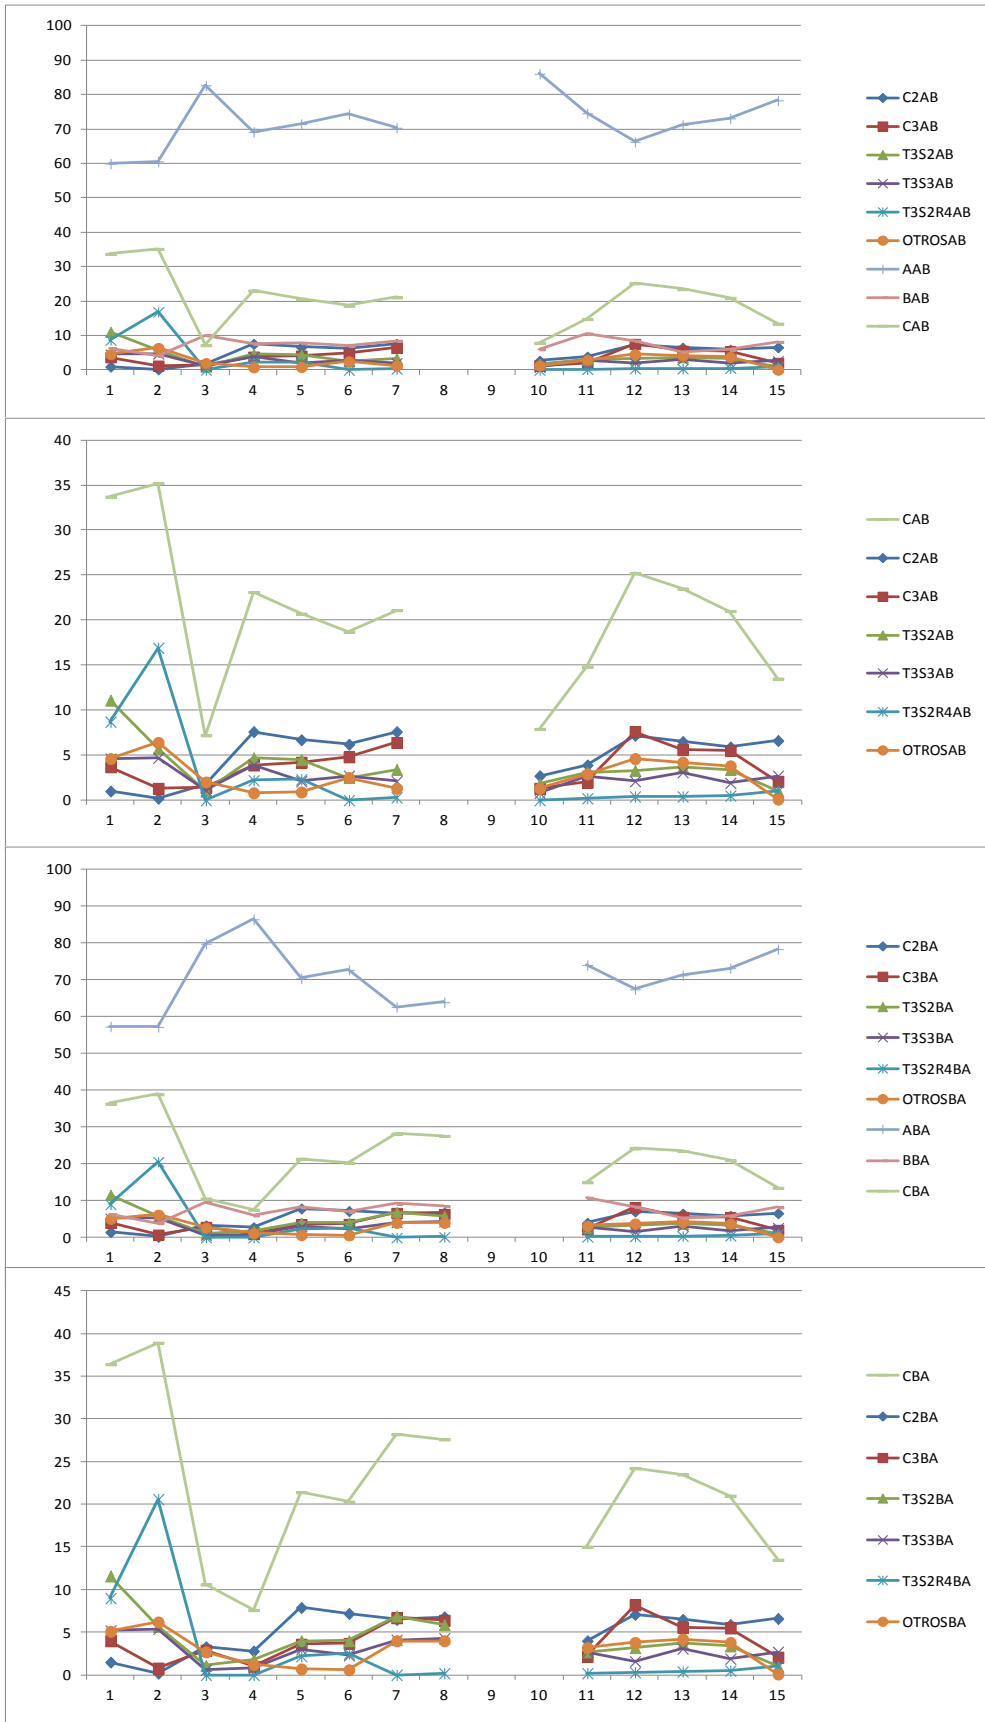 100
90
80
70
60
50
40
30
20
10
0
1 2 3 4 5 6 7 8 9 10 11 12 13 14 15
C2AB
C3AB
T3S2AB
T3S3AB
T3S2R4AB
OTROSAB
AAB
BAB
CAB
40
35
30
25
20
15
10
5
0
1 2 3 4 5 6 7 8 9 10 11 12 13 14 15
CAB
C2AB
C3AB
T3S2AB
T3S3AB
T3S2R4AB
OTROSAB
100
90
80
70
60
50
40
30
20
10
0
1 2 3 4 5 6 7 8 9 10 11 12 13 14 15
C2BA
C3BA
T3S2BA
T3S3BA
T3S2R4BA
OTROSBA
ABA
BBA
CBA
45
40
35
30
25
20
15
10
5
0
1 2 3 4 5 6 7 8 9 10 11 12 13 14 15
CBA
C2BA
C3BA
T3S2BA
T3S3BA
T3S2R4BA
OTROSBA